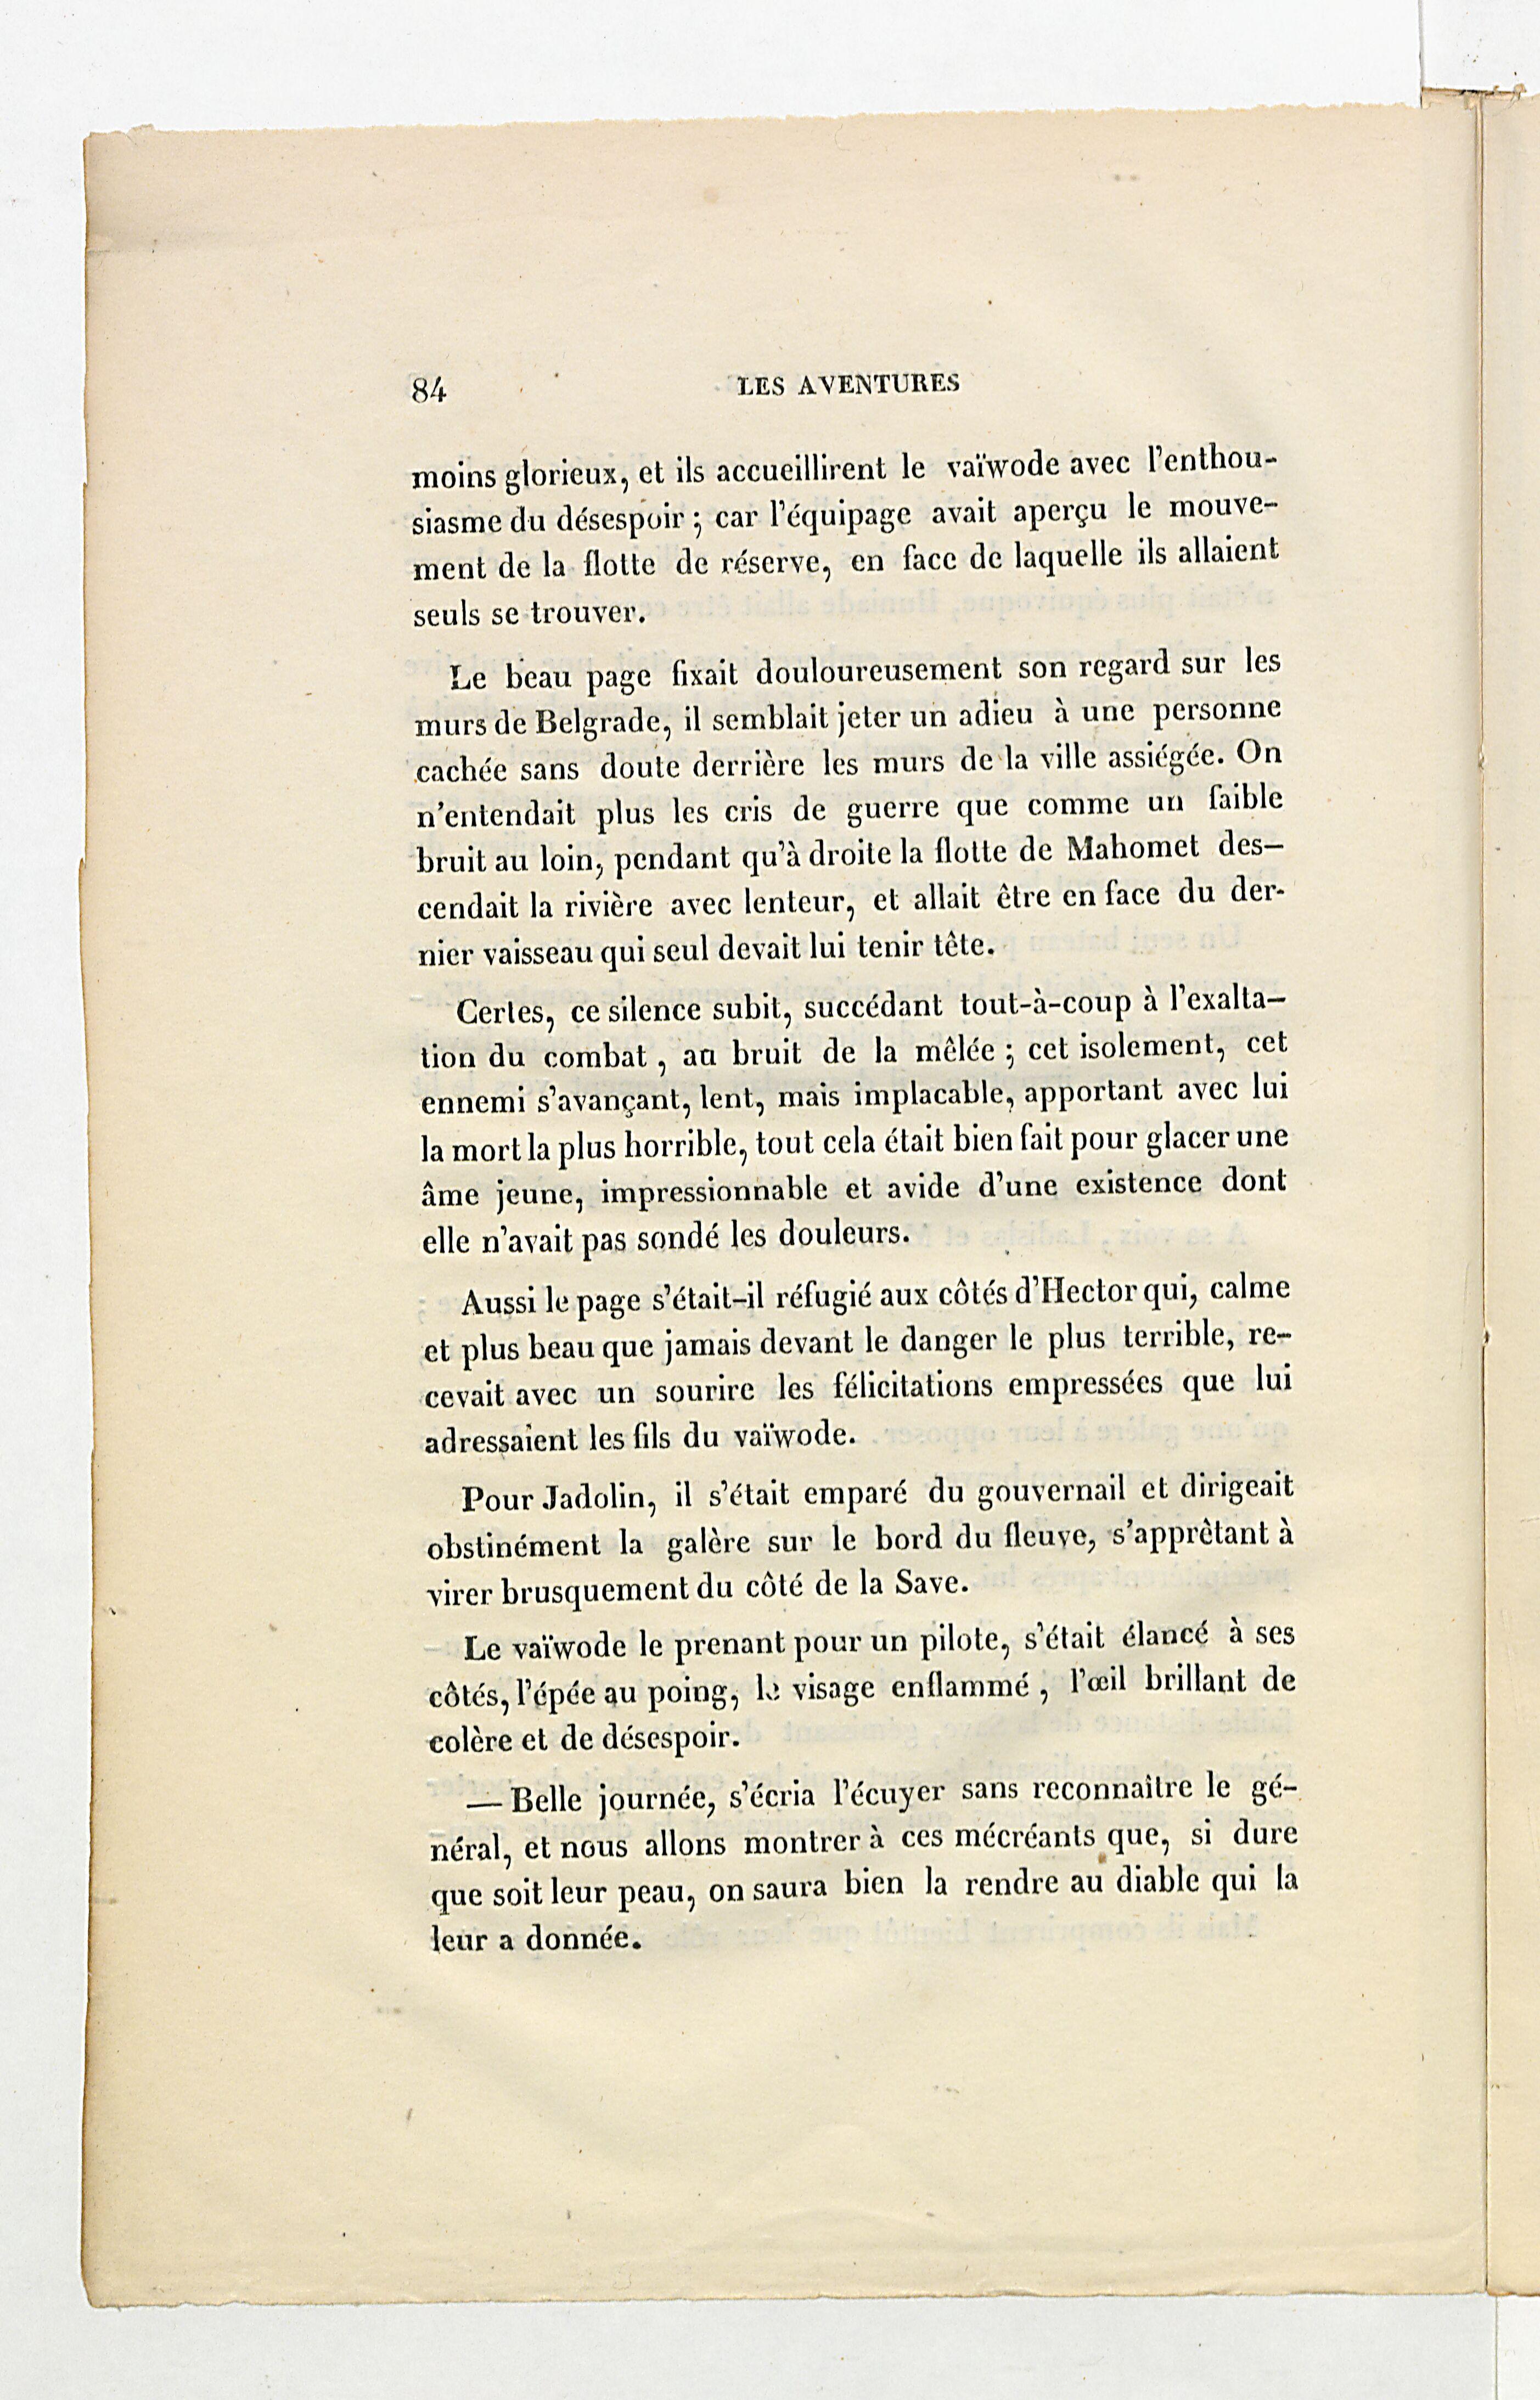 84 LES AVENTURES
moins glorieux, et ils accueillirent le vaïwode avec l'enthou-
siasme du désespoir ; car l'équipage avait aperçu le mouve-
ment de la flotte de réserve, en face de laquelle ils allaient
seuls se trouver.
Le beau page fixait douloureusement son regard sur les
murs de Belgrade, il semblait jeter un adieu à une personne
cachée sans doute derrière les murs de la ville assiégée. On
n'entendait plus les cris de guerre que comme un faible
bruit au loin, pendant qu'à droite la flotte de Mahomet des-
cendait la rivière avec lenteur, et allait être en face du der-
nier vaisseau qui seul devait lui tenir tête.
Certes, ce silence subit, succédant tout-à-coup à l'exalta-
tion du combat , au bruit de la mêlée ; cet isolement, cet
ennemi s'avançant, lent, mais implacable, apportant avec lui
la mort la plus horrible, tout cela était bien fait pour glacer une
âme jeune, impressionnable et avide d'une existence dont
elle n'avait pas sondé les douleurs.
Aussi le page s'était-il réfugié aux côtés d'Hector qui, calme
et plus beau que jamais devant le danger le plus terrible, re-
cevait avec un sourire les félicitations empressées que lui
adressaient les fils du vaïwode.
Pour Jadolin, il s'était emparé du gouvernail et dirigeait
obstinément la galère sur le bord du fleuve, s'apprêtant à
virer brusquement du côté de la Save.
Le vaïwode le prenant pour un pilote, s'était élancé à ses
côtés, l'épée au poing, le visage enflammé , l'œil brillant de
colère et de désespoir.
— Belle journée, s'écria l'écuyer sans reconnaître le gé-
néral, et nous allons montrer à ces mécréants que, si dure
que soit leur peau, on saura bien la rendre au diable qui la
leur a donnée.